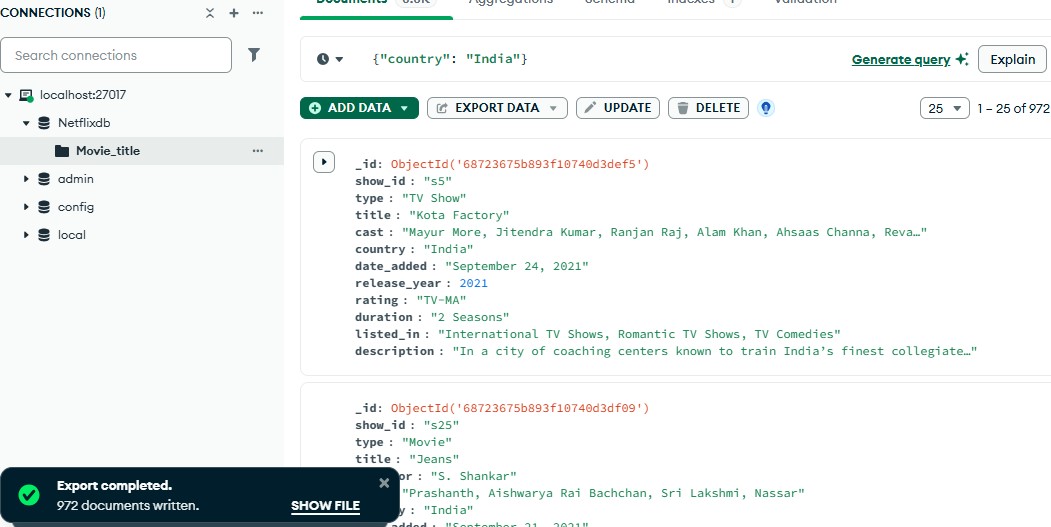 Documents 8.8K Aggregations Schema Indexes 1 Validation
CONNECTIONS (1)
Search connections
localhost:27017
Netflixdb
Movie_title
admin
config
local
{"country": "India"}
Generate query
Explain
ADD DATA EXPORT DATA UPDATE DELETE 25 1 – 25 of 972
_id: ObjectId('68723675b893f10740d3def5')
show_id : "s5"
type : "TV Show"
title : "Kota Factory"
cast : "Mayur More, Jitendra Kumar, Ranjan Raj, Alam Khan, Ahsaas Channa, Reva…"
country : "India"
date_added : "September 24, 2021"
release_year : 2021
rating : "TV-MA"
duration : "2 Seasons"
listed_in : "International TV Shows, Romantic TV Shows, TV Comedies"
description : "In a city of coaching centers known to train India’s finest collegiate…"
_id: ObjectId('68723675b893f10740d3df09')
show_id : "s25"
type : "Movie"
title : "Jeans"
or : "S. Shankar"
"Prashanth, Aishwarya Rai Bachchan, Sri Lakshmi, Nassar"
y : "India"
added : "September 21, 2021"
Export completed.
972 documents written.
SHOW FILE